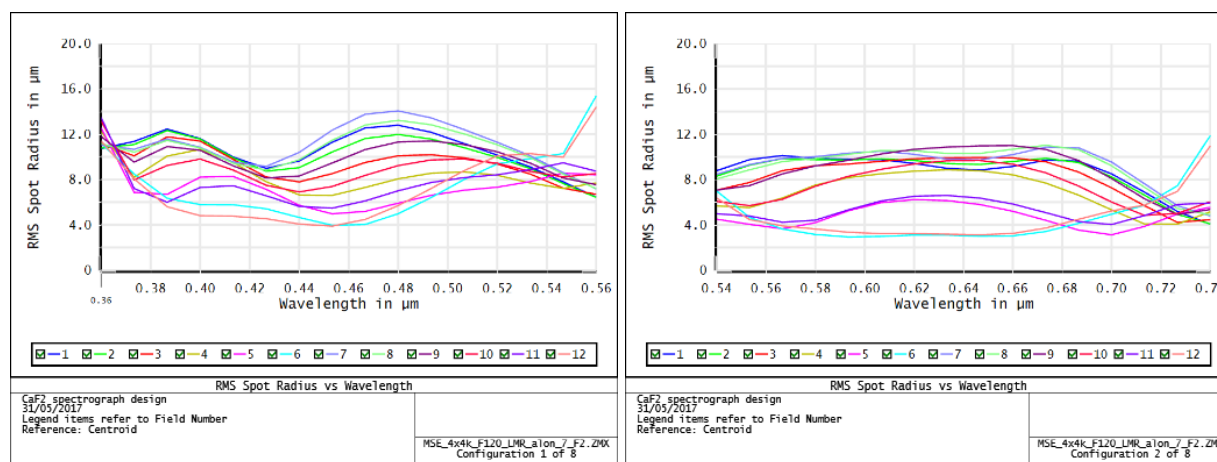 20.0
16.0
12.0
8.0
4.0
0
RMS Spot Radius in µm
0.36
0.36 0.38 0.40 0.42 0.44 0.46 0.48 0.50 0.52 0.54 0.56
Wavelength in µm
1 2 3 4 5 6 7 8 9 10 11 12
RMS Spot Radius vs Wavelength
CaF2 spectrograph design
31/05/2017
Legend items refer to Field Number
Reference: Centroid
MSE_4x4k_F120_LMR_alon_7_F2.ZMX
Configuration 1 of 8
20.0
16.0
12.0
8.0
4.0
0
RMS Spot Radius in µm
0.54 0.56 0.58 0.60 0.62 0.64 0.66 0.68 0.70 0.72 0.7
Wavelength in µm
1 2 3 4 5 6 7 8 9 10 11 12
RMS Spot Radius vs Wavelength
CaF2 spectrograph design
31/05/2017
Legend items refer to Field Number
Reference: Centroid
MSE_4x4k_F120_LMR_alon_7_F2.ZMX
Configuration 2 of 8